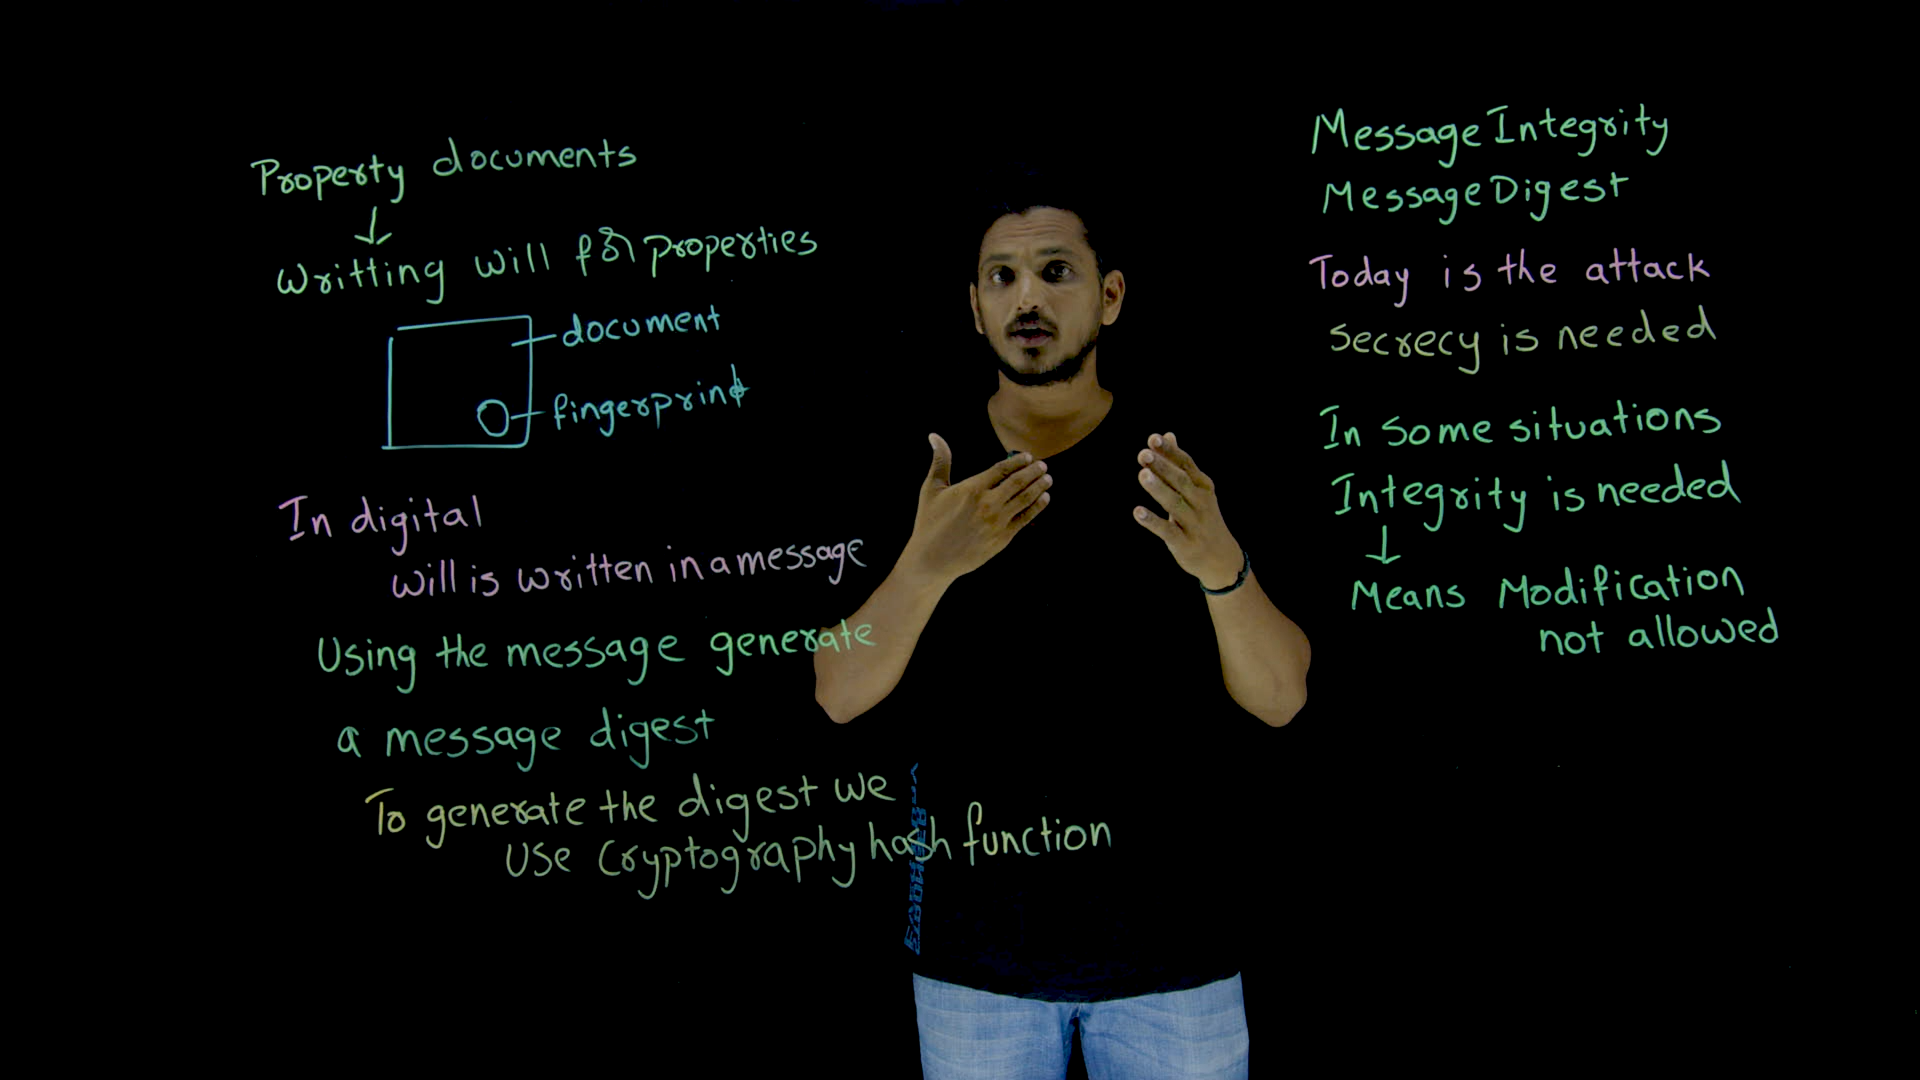 Property documents
Writting will for properties
document
fingerprint
In digital
will is written in a message
Using the message generate
a message digest
To generate the digest we
use Cryptography hash function
Message Integrity
Message Digest
Today is the attack
secrecy is needed
In some situations
Integrity is needed
Means Modification
not allowed